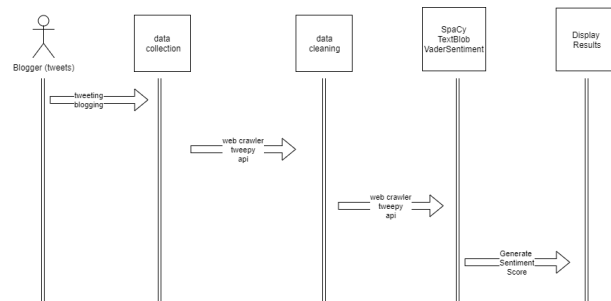 Blogger (tweets)
data
collection
data
cleaning
SpaCy
TextBlob
VaderSentiment
Display
Results
tweeting
blogging
web crawler
tweepy
api
web crawler
tweepy
api
Generate
Sentiment
Score